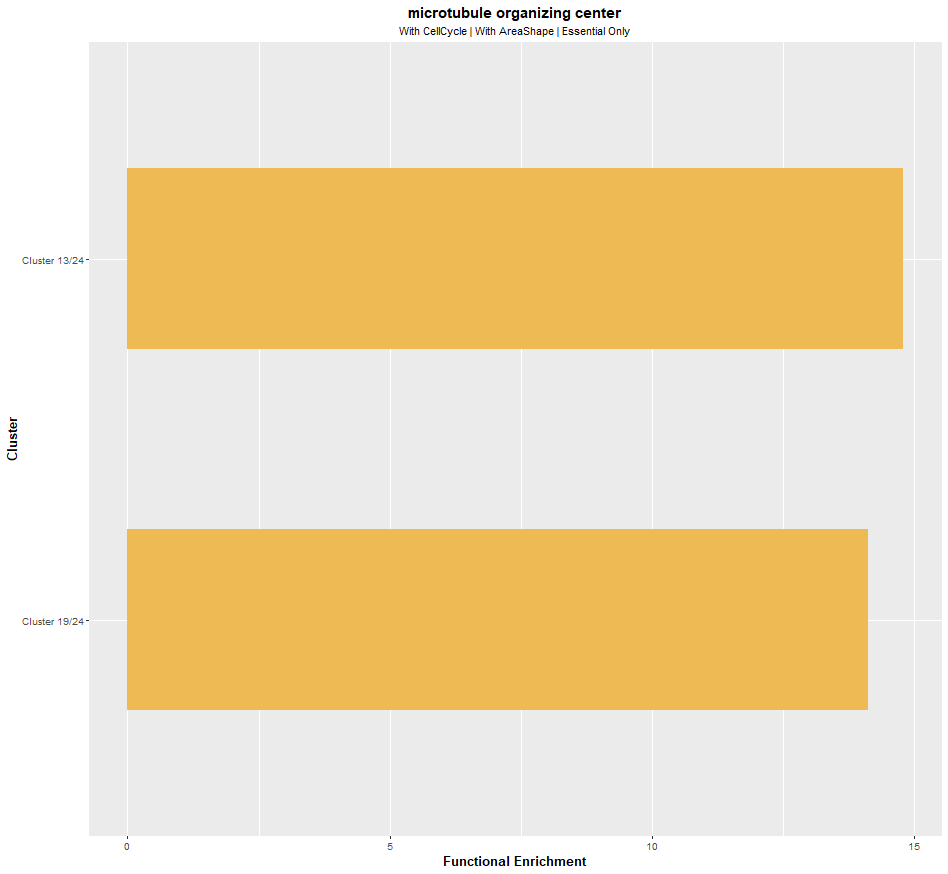 microtubule organizing center
With CellCycle | With AreaShape | Essential Only
Cluster 13/24
Cluster
Cluster 19/24
0 5 10 15
Functional Enrichment